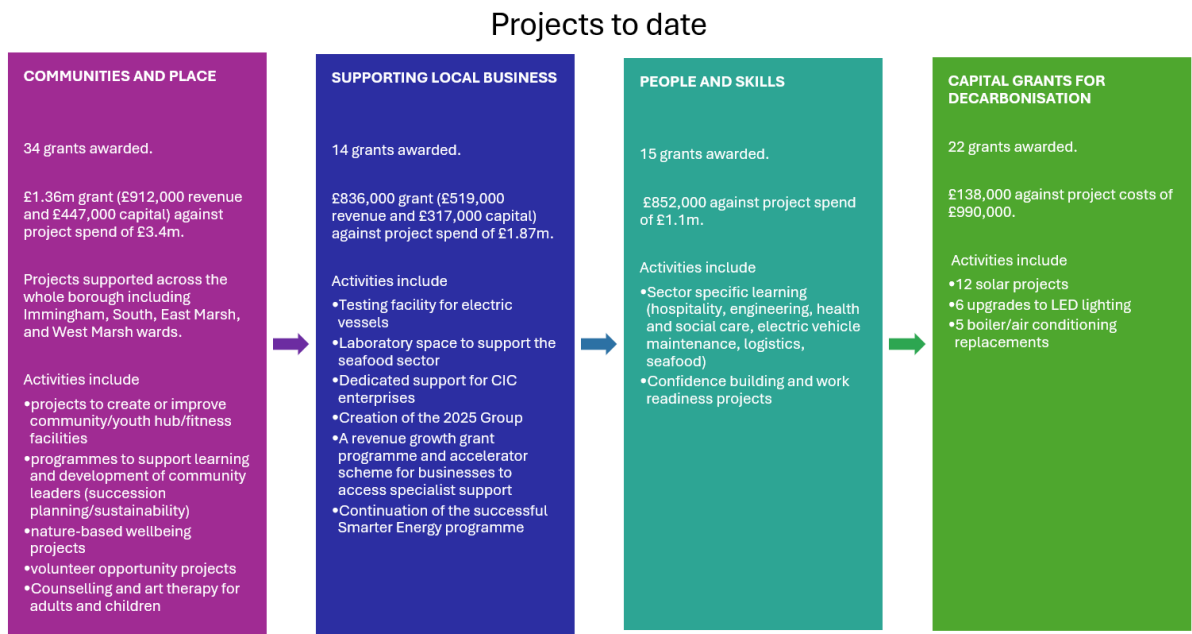 Projects to date
COMMUNITIES AND PLACE
34 grants awarded.
£1.36m grant (£912,000 revenue
and £447,000 capital) against
project spend of £3.4m.
Projects supported across the
whole borough including
Immingham, South, East Marsh,
and West Marsh wards.
Activities include
•projects to create or improve
community/youth hub/fitness
facilities
•programmes to support learning
and development of community
leaders (succession
planning/sustainability)
•nature-based wellbeing
projects
•volunteer opportunity projects
•Counselling and art therapy for
adults and children
SUPPORTING LOCAL BUSINESS
14 grants awarded.
£836,000 grant (£519,000
revenue and £317,000 capital)
against project spend of £1.87m.
Activities include
•Testing facility for electric
vessels
•Laboratory space to support the
seafood sector
•Dedicated support for CIC
enterprises
•Creation of the 2025 Group
•A revenue growth grant
programme and accelerator
scheme for businesses to
access specialist support
•Continuation of the successful
Smarter Energy programme
PEOPLE AND SKILLS
15 grants awarded.
£852,000 against project spend
of £1.1m.
Activities include
•Sector specific learning
(hospitality, engineering, health
and social care, electric vehicle
maintenance, logistics,
seafood)
•Confidence building and work
readiness projects
CAPITAL GRANTS FOR
DECARBONISATION
22 grants awarded.
£138,000 against project costs of
£990,000.
Activities include
•12 solar projects
•6 upgrades to LED lighting
•5 boiler/air conditioning
replacements